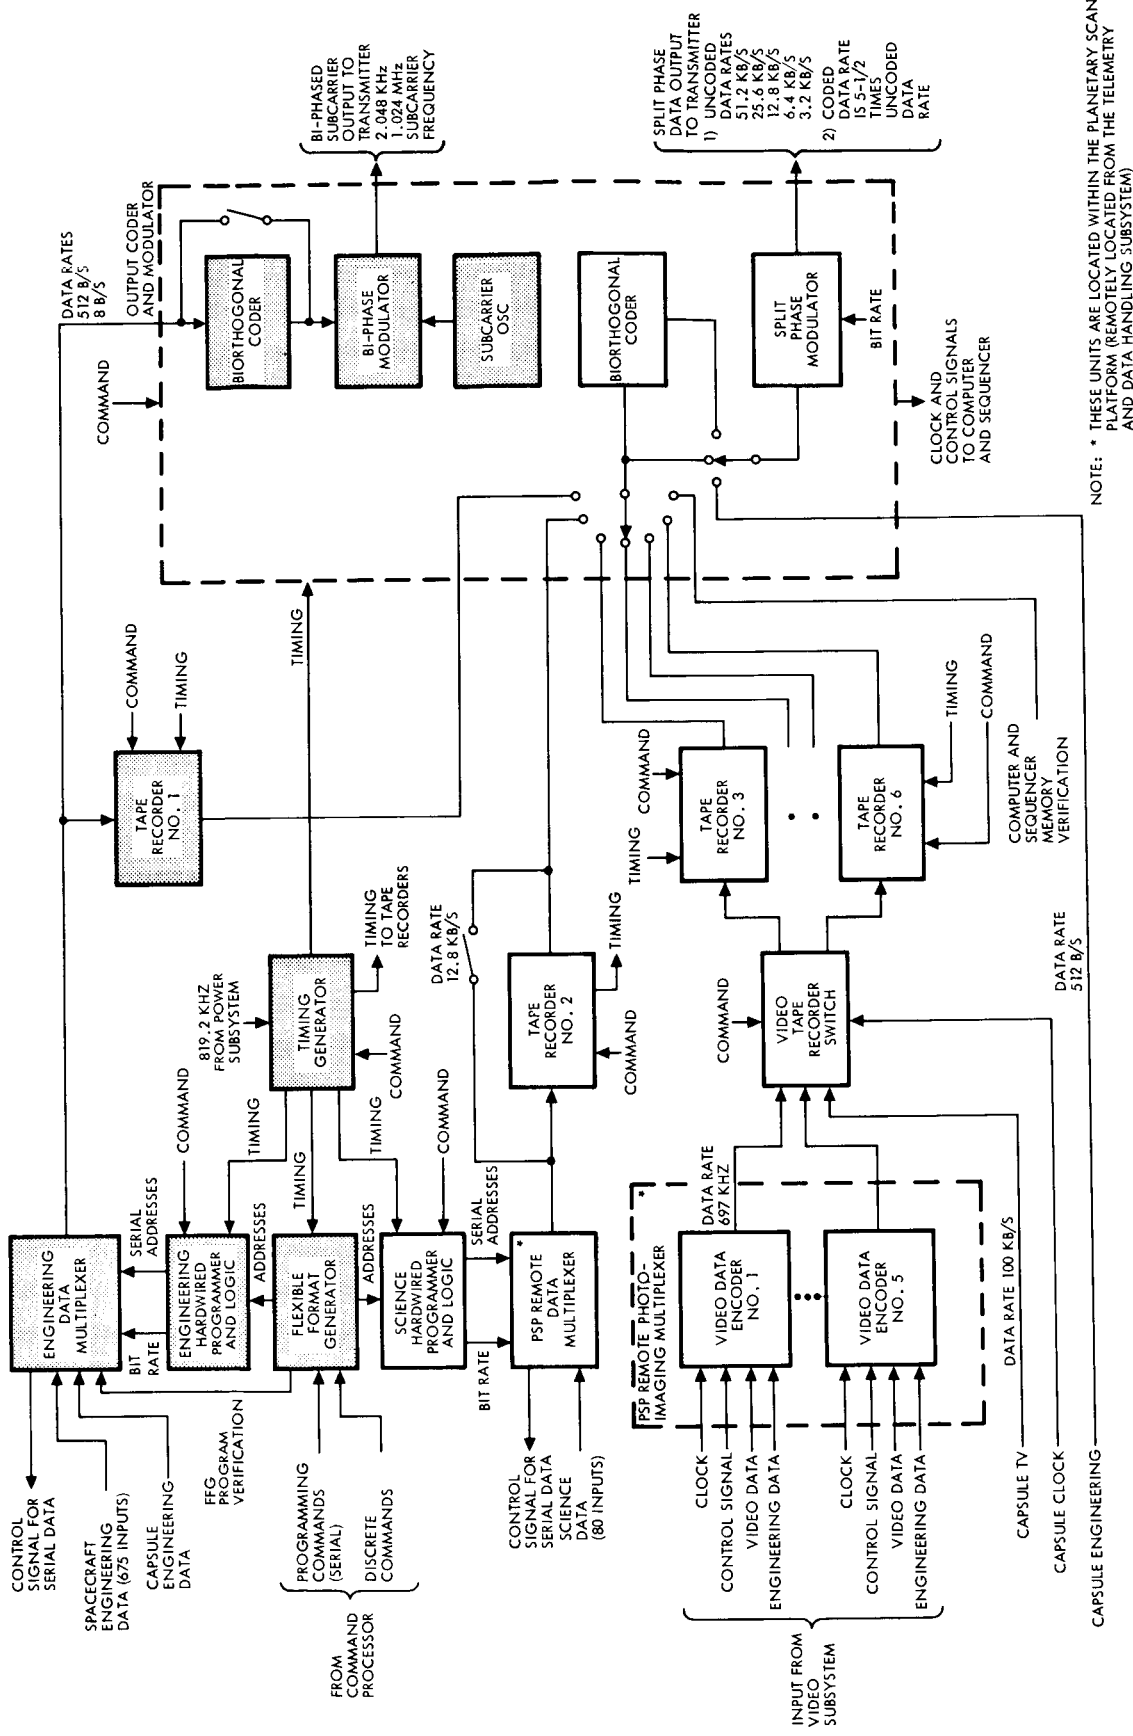 CONTROL
SIGNAL FOR
SERIAL DATA
SPACECRAFT
ENGINEERING
DATA (675 INPUTS)
CAPSULE
ENGINEERING
DATA
FFG
PROGRAM
VERIFICATION
PROGRAMMING
COMMANDS
(SERIAL)
DISCRETE
COMMANDS
FROM
COMMAND
PROCESSOR
ENGINEERING
DATA
MULTIPLEXER
BIT
RATE
SERIAL
ADDRESSES
ENGINEERING
HARDWIRED
PROGRAMMER
AND LOGIC
COMMAND
TIMING
ADDRESSES
FLEXIBLE
FORMAT
GENERATOR
TIMING
ADDRESSES
TIMING
SCIENCE
HARDWIRED
PROGRAMMER
AND LOGIC
COMMAND
BIT RATE
SERIAL
ADDRESSES
*
PSP REMOTE
DATA
MULTIPLEXER
CONTROL
SIGNAL FOR
SERIAL DATA
SCIENCE
DATA
(80 INPUTS)
819.2 KHZ
FROM POWER
SUBSYSTEM
TIMING
GENERATOR
TIMING
TO TAPE
RECORDERS
COMMAND
TAPE
RECORDER
NO. 1
COMMAND
TIMING
TIMING
DATA RATE
12.8 KB/S
TAPE
RECORDER
NO. 2
TIMING
COMMAND
DATA RATES
512 B/S
8 B/S
COMMAND
OUTPUT CODER
AND MODULATOR
BIORTHOGONAL
CODER
BI-PHASE
MODULATOR
SUBCARRIER
OSC
BI-PHASED
SUBCARRIER
OUTPUT TO
TRANSMITTER
2.048 KHz
1.024 MHz
SUBCARRIER
FREQUENCY
BIORTHOGONAL
CODER
SPLIT
PHASE
MODULATOR
BIT RATE
SPLIT PHASE
DATA OUTPUT
TO TRANSMITTER
1) UNCODED
DATA RATES
51.2 KB/S
25.6 KB/S
12.8 KB/S
6.4 KB/S
3.2 KB/S
2) CODED
DATA RATE
IS 5-1/2
TIMES
UNCODED
DATA
RATE
CLOCK AND
CONTROL SIGNALS
TO COMPUTER
AND SEQUENCER
PSP REMOTE PHOTO-
IMAGING MULTIPLEXER
*
VIDEO DATA
ENCODER
NO. 1
DATA RATE
697 KHZ
VIDEO DATA
ENCODER
NO. 5
CLOCK
CONTROL SIGNAL
VIDEO DATA
ENGINEERING DATA
CLOCK
CONTROL SIGNAL
VIDEO DATA
ENGINEERING DATA
INPUT FROM
VIDEO
SUBSYSTEM
COMMAND
VIDEO
TAPE
RECORDER
SWITCH
TIMING
COMMAND
TAPE
RECORDER
NO. 3
TAPE
RECORDER
NO. 6
TIMING
COMMAND
COMPUTER AND
SEQUENCER
MEMORY
VERIFICATION
CAPSULE TV
DATA RATE 100 KB/S
CAPSULE CLOCK
CAPSULE ENGINEERING
DATA RATE
512 B/S
NOTE: * THESE UNITS ARE LOCATED WITHIN THE PLANETARY SCAN
PLATFORM (REMOTELY LOCATED FROM THE TELEMETRY
AND DATA HANDLING SUBSYSTEM)